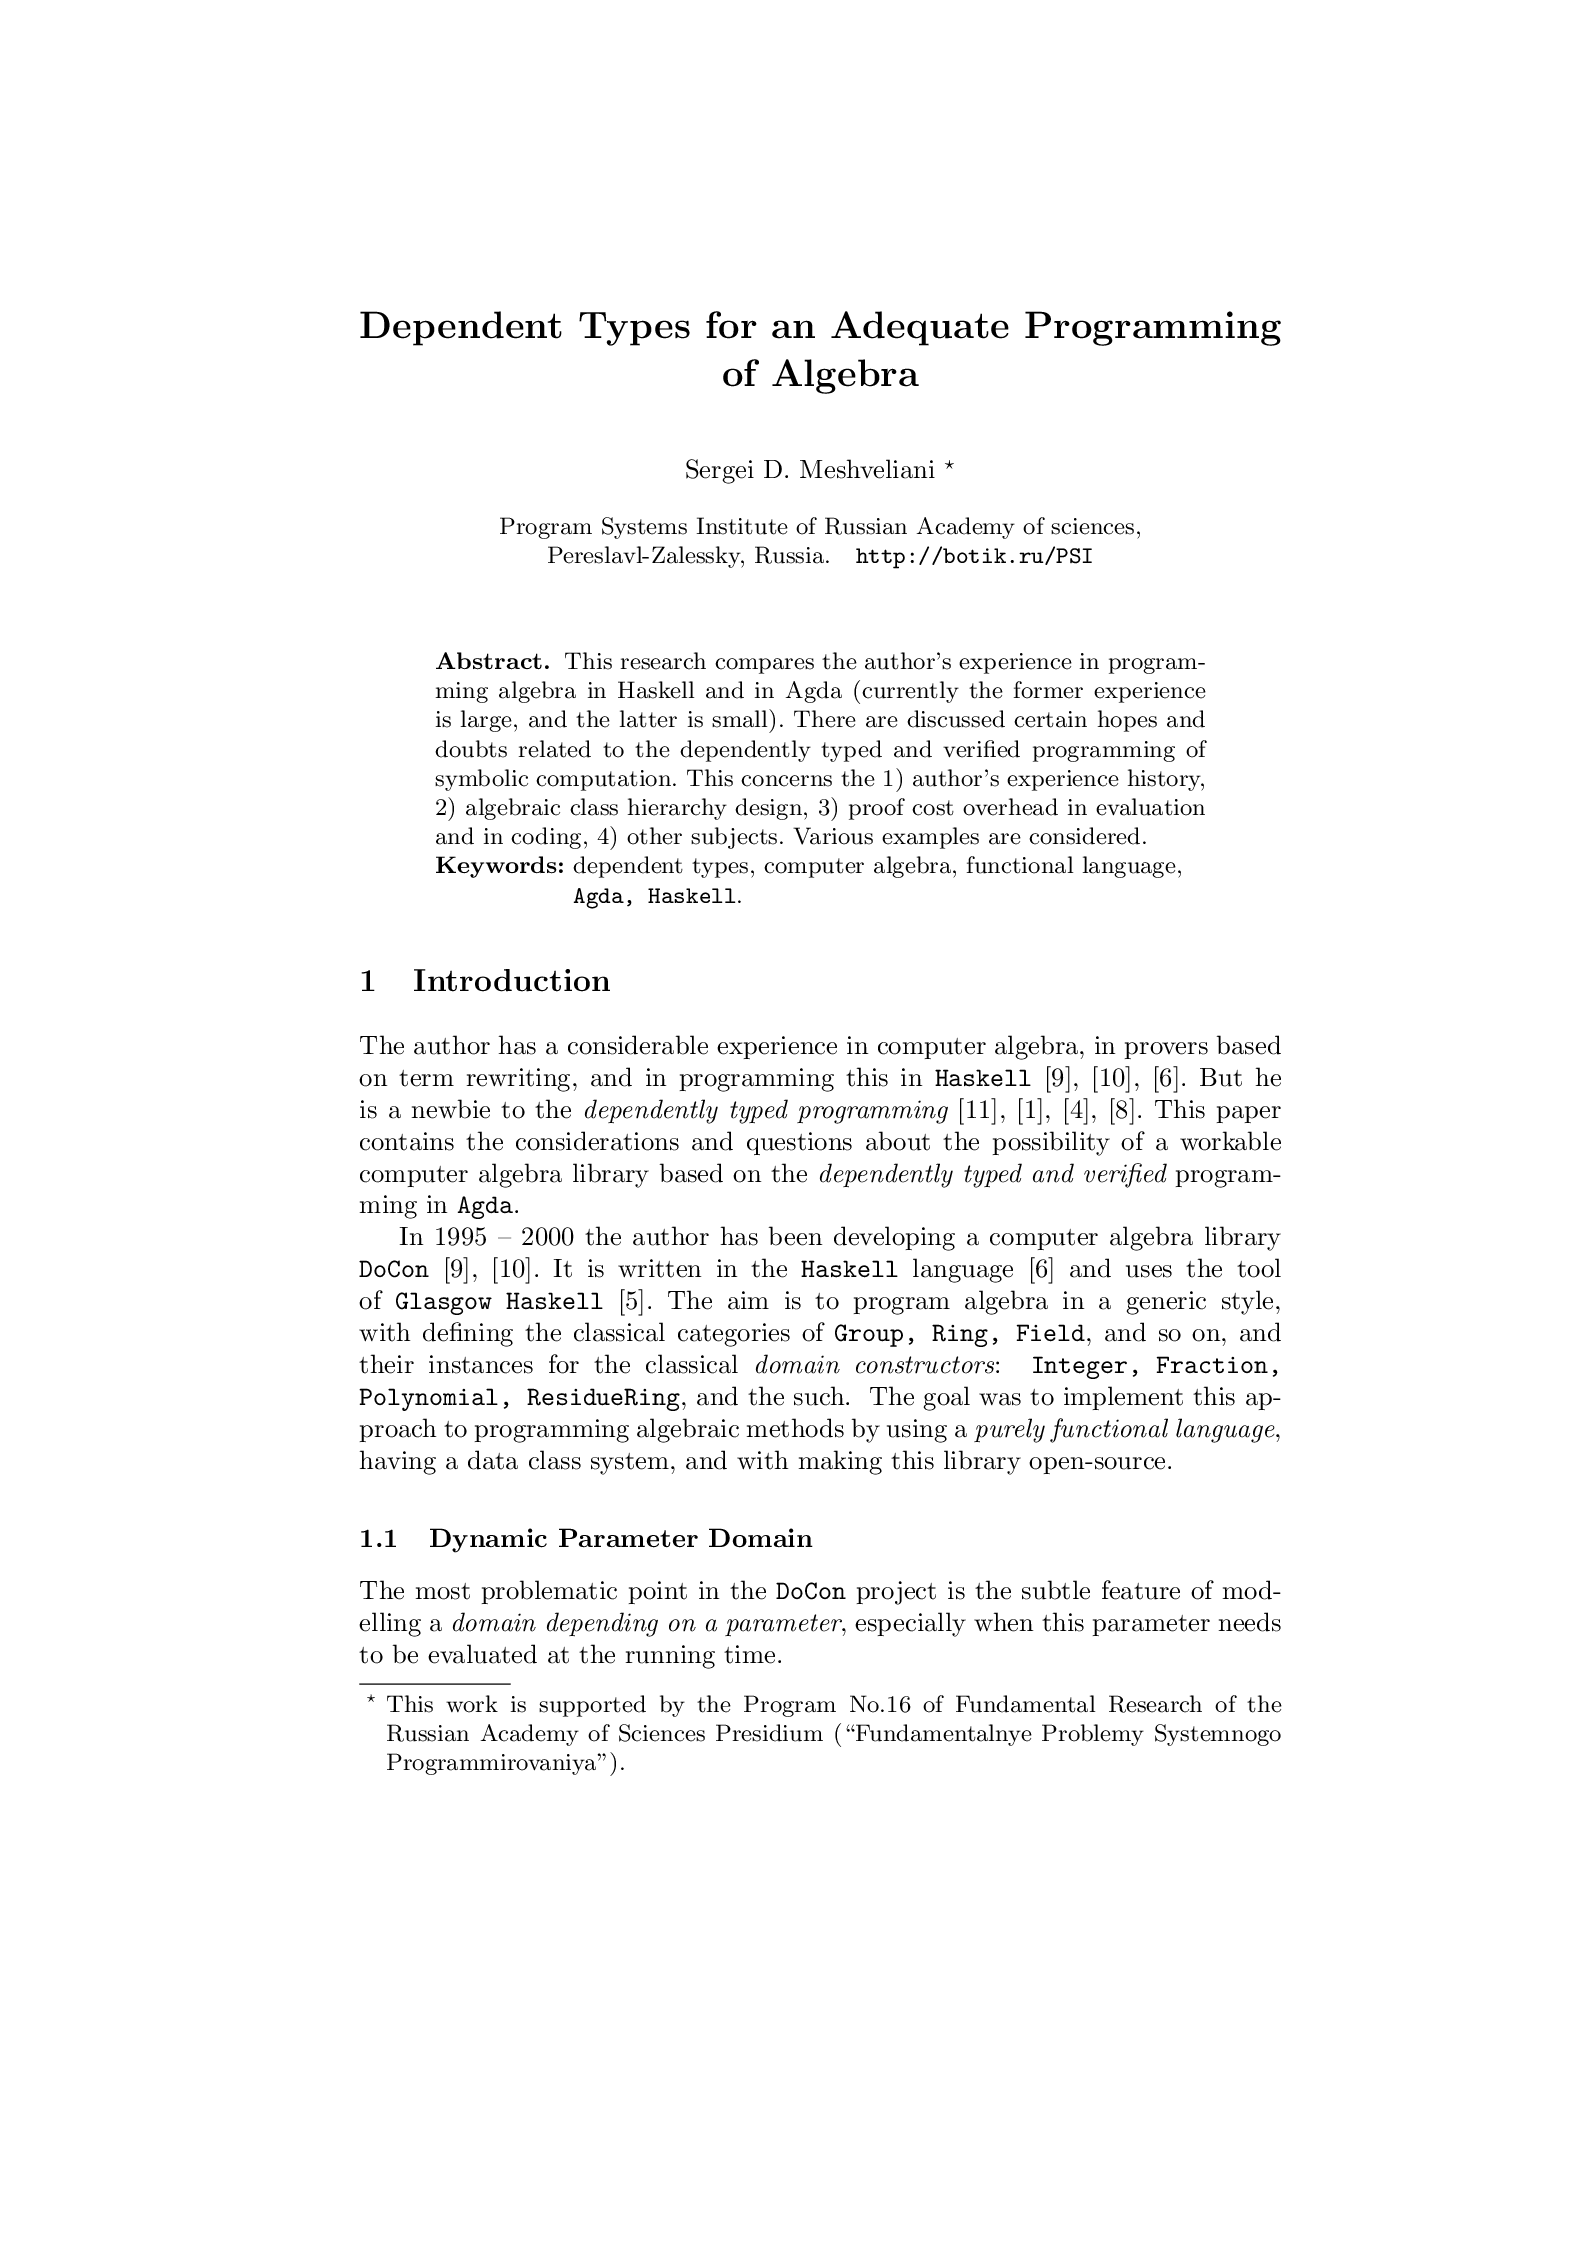 Dependent Types for an Adequate Programming
of Algebra
Sergei D. Meshveliani ⋆
Program Systems Institute of Russian Academy of sciences,
Pereslavl-Zalessky, Russia. http://botik.ru/PSI
Abstract. This research compares the author's experience in program-
ming algebra in Haskell and in Agda (currently the former experience
is large, and the latter is small). There are discussed certain hopes and
doubts related to the dependently typed and verified programming of
symbolic computation. This concerns the 1) author's experience history,
2) algebraic class hierarchy design, 3) proof cost overhead in evaluation
and in coding, 4) other subjects. Various examples are considered.
Keywords: dependent types, computer algebra, functional language,
Agda, Haskell.
1 Introduction
The author has a considerable experience in computer algebra, in provers based
on term rewriting, and in programming this in Haskell [9], [10], [6]. But he
is a newbie to the dependently typed programming [11], [1], [4], [8]. This paper
contains the considerations and questions about the possibility of a workable
computer algebra library based on the dependently typed and verified program-
ming in Agda.
In 1995 – 2000 the author has been developing a computer algebra library
DoCon [9], [10]. It is written in the Haskell language [6] and uses the tool
of Glasgow Haskell [5]. The aim is to program algebra in a generic style,
with defining the classical categories of Group, Ring, Field, and so on, and
their instances for the classical domain constructors: Integer, Fraction,
Polynomial, ResidueRing, and the such. The goal was to implement this ap-
proach to programming algebraic methods by using a purely functional language,
having a data class system, and with making this library open-source.
1.1 Dynamic Parameter Domain
The most problematic point in the DoCon project is the subtle feature of mod-
elling a domain depending on a parameter, especially when this parameter needs
to be evaluated at the running time.
⋆ This work is supported by the Program No.16 of Fundamental Research of the
Russian Academy of Sciences Presidium (“Fundamentalnye Problemy Systemnogo
Programmirovaniya”).